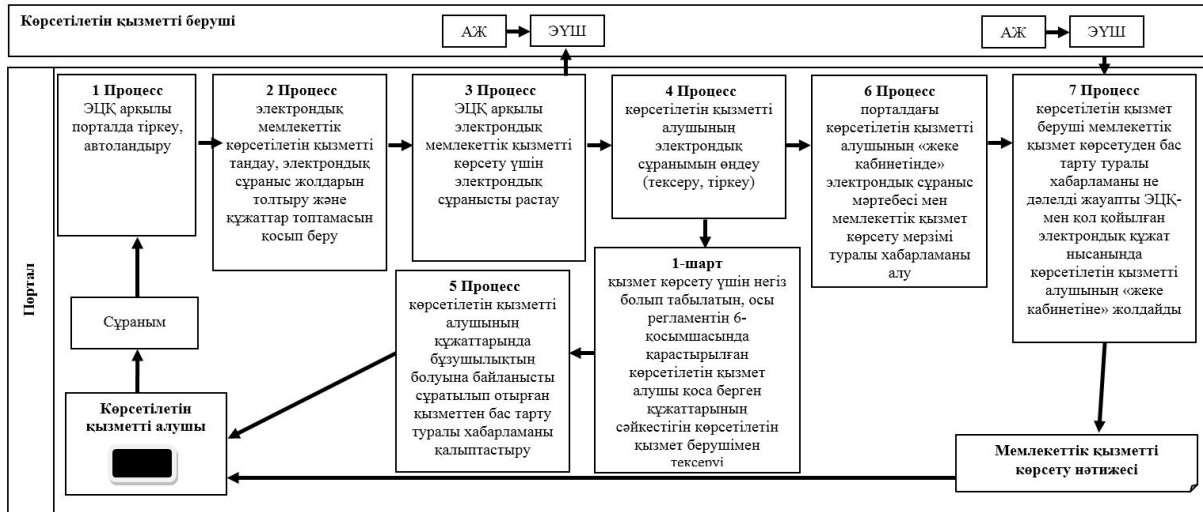 Көрсетілетін қызметті беруші
АЖ
ЭҮШ
АЖ
ЭҮШ
Портал
1 Процесс
ЭЦҚ арқылы
порталда тіркеу,
автоландыру
2 Процесс
электрондық
мемлекеттік
көрсетілетін қызметті
таңдау, электрондық
сұраныс жолдарын
толтыру және
құжаттар топтамасын
қосып беру
3 Процесс
ЭЦҚ арқылы
электрондық
мемлекеттік қызметті
көрсету үшін
электрондық
сұранысты растау
4 Процесс
көрсетілетін қызметті
алушының
электрондық
сұранымын өңдеу
(тексеру, тіркеу)
6 Процесс
порталдағы
көрсетілетін қызметті
алушының «жеке
кабинетінде»
электрондық сұраныс
мәртебесі мен
мемлекеттік қызмет
көрсету мерзімі
туралы хабарламаны
алу
7 Процесс
көрсетілетін қызмет
беруші мемлекеттік
қызмет көрсетуден бас
тарту туралы
хабарламаны не
дәлелді жауапты ЭЦҚ-
мен қол қойылған
электрондық құжат
нысанында
көрсетілетін қызметті
алушының «жеке
кабинетіне» жолдайды
Сұраным
Көрсетілетін
қызметті алушы
5 Процесс
көрсетілетін қызметті
алушының
құжаттарында
бұзушылықтың
болуына байланысты
сұратылып отырған
қызметтен бас тарту
туралы хабарламаны
қалыптастыру
1-шарт
қызмет көрсету үшін негіз
болып табылатын, осы
регламентің 6-
қосымшасында
қарастырылған
көрсетілетін қызмет
алушы қоса берген
құжаттарының
сәйкестігін көрсетілетін
қызмет берушімен
тексеруі
Мемлекеттік қызметті
көрсету нәтижесі